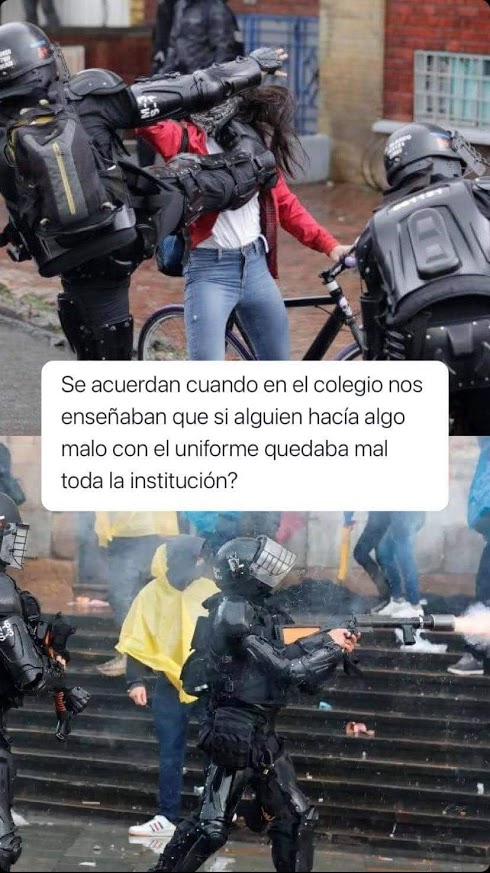 Se acuerdan cuando en el colegio nos
enseñaban que si alguien hacía algo
malo con el uniforme quedaba mal
toda la institución?